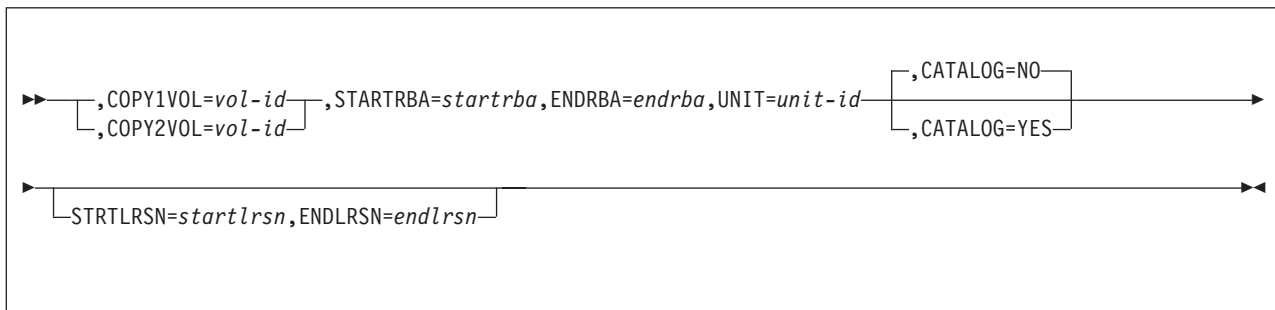 ,CATALOG=NO
,COPY1VOL=vol-id ,STARTRBA=startrba,ENDRBA=endrba,UNIT=unit-id
,COPY2VOL=vol-id ,CATALOG=YES
STRTLRSN=startlrsn,ENDLRSN=endlrsn